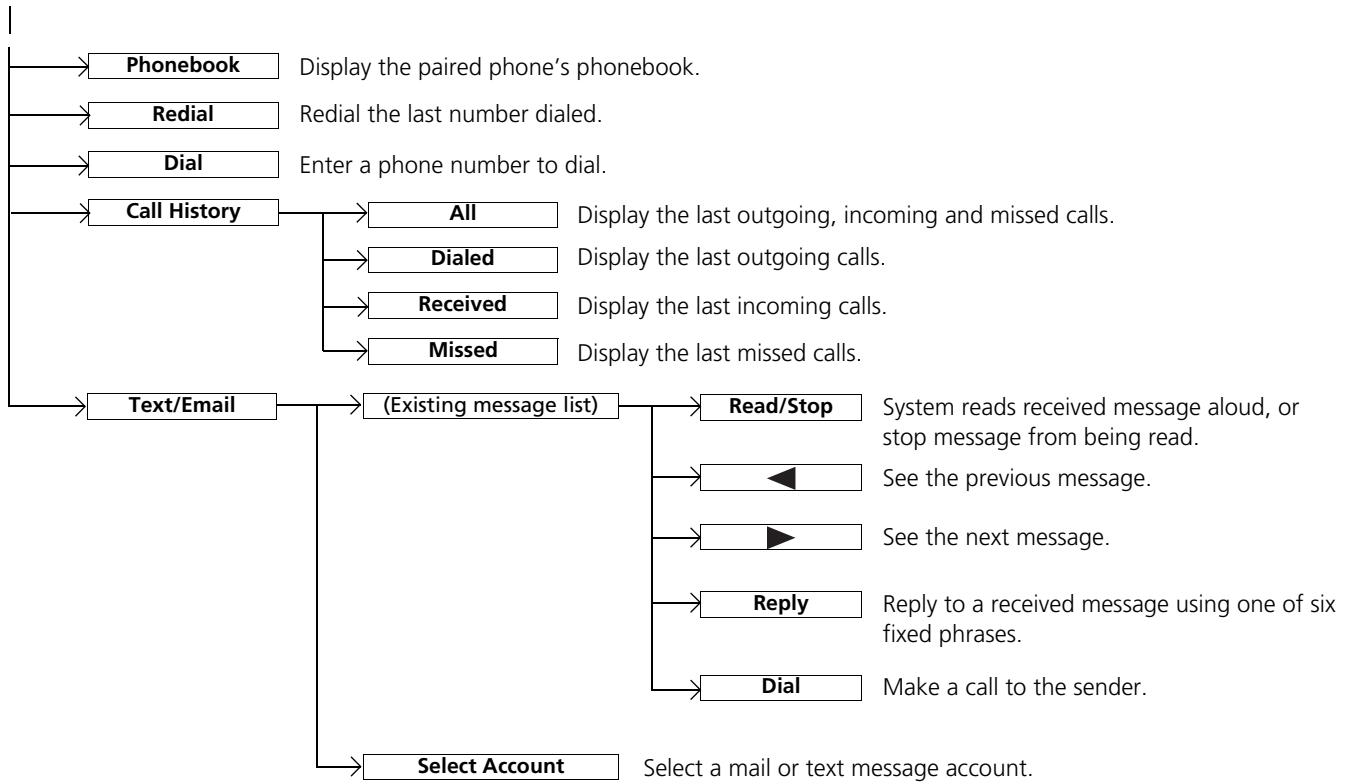 Phonebook Display the paired phone's phonebook.
Redial Redial the last number dialed.
Dial Enter a phone number to dial.
Call History All Display the last outgoing, incoming and missed calls.
Dialed Display the last outgoing calls.
Received Display the last incoming calls.
Missed Display the last missed calls.
Text/Email (Existing message list) Read/Stop System reads received message aloud, or
stop message from being read.
◀ See the previous message.
▶ See the next message.
Reply Reply to a received message using one of six
fixed phrases.
Dial Make a call to the sender.
Select Account Select a mail or text message account.